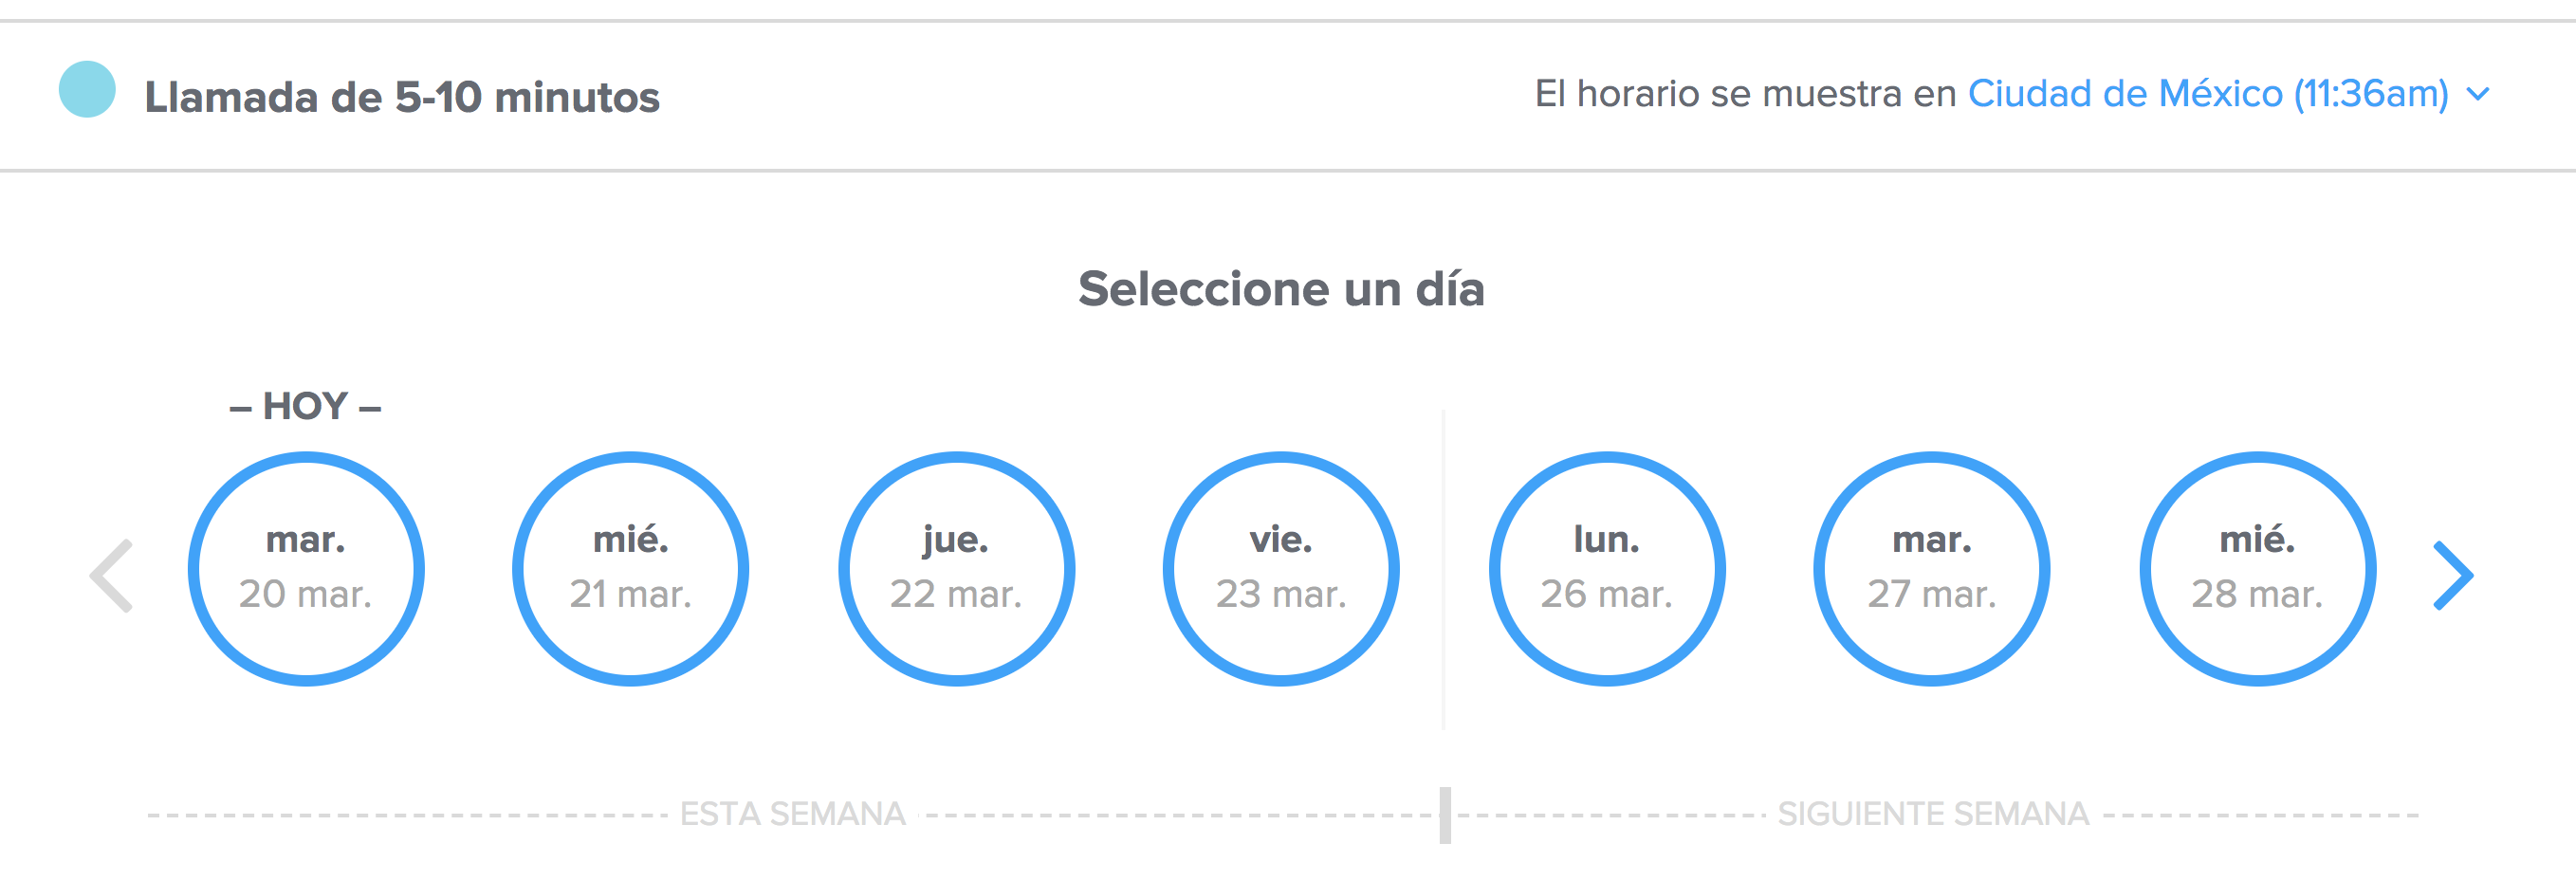 Llamada de 5-10 minutos
El horario se muestra en Ciudad de México (11:36am)
Seleccione un día
– HOY –
mar.
20 mar.
mié.
21 mar.
jue.
22 mar.
vie.
23 mar.
lun.
26 mar.
mar.
27 mar.
mié.
28 mar.
ESTA SEMANA
SIGUIENTE SEMANA